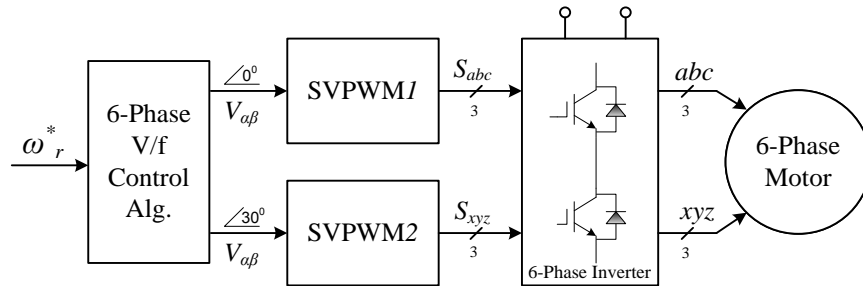 ω*r
6-Phase
V/f
Control
Alg.
∠0⁰
Vαβ
∠30⁰
Vαβ
SVPWM1
SVPWM2
Sabc
3
Sxyz
3
6-Phase Inverter
abc
3
xyz
3
6-Phase
Motor